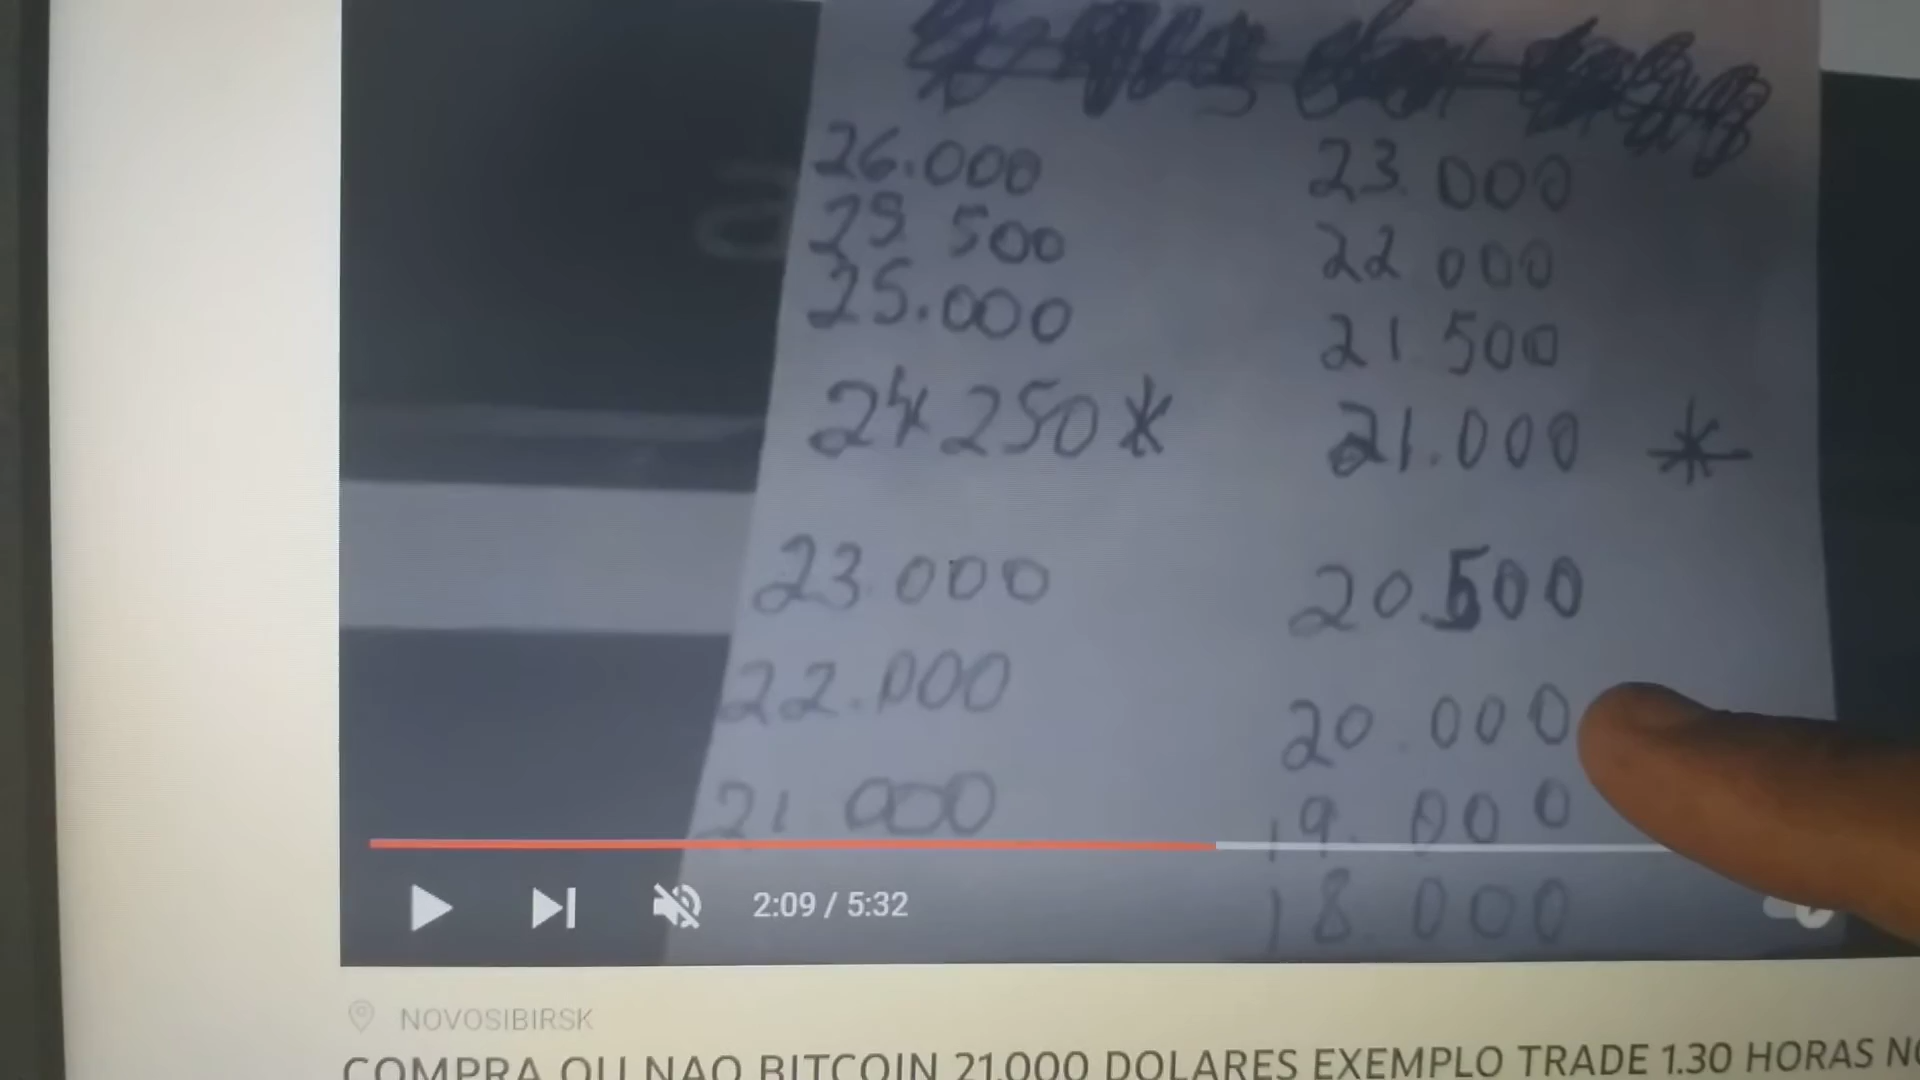 26.000 23.000
25 500 22 000
25.000 21 500
24 250 * 21.000 *
23.000 20.500
22.000 20.000
21 000 19.000
18.000
2:09 / 5:32
NOVOSIBIRSK
COMPRA OU NAO BITCOIN 21.000 DOLARES EXEMPLO TRADE 1.30 HORAS